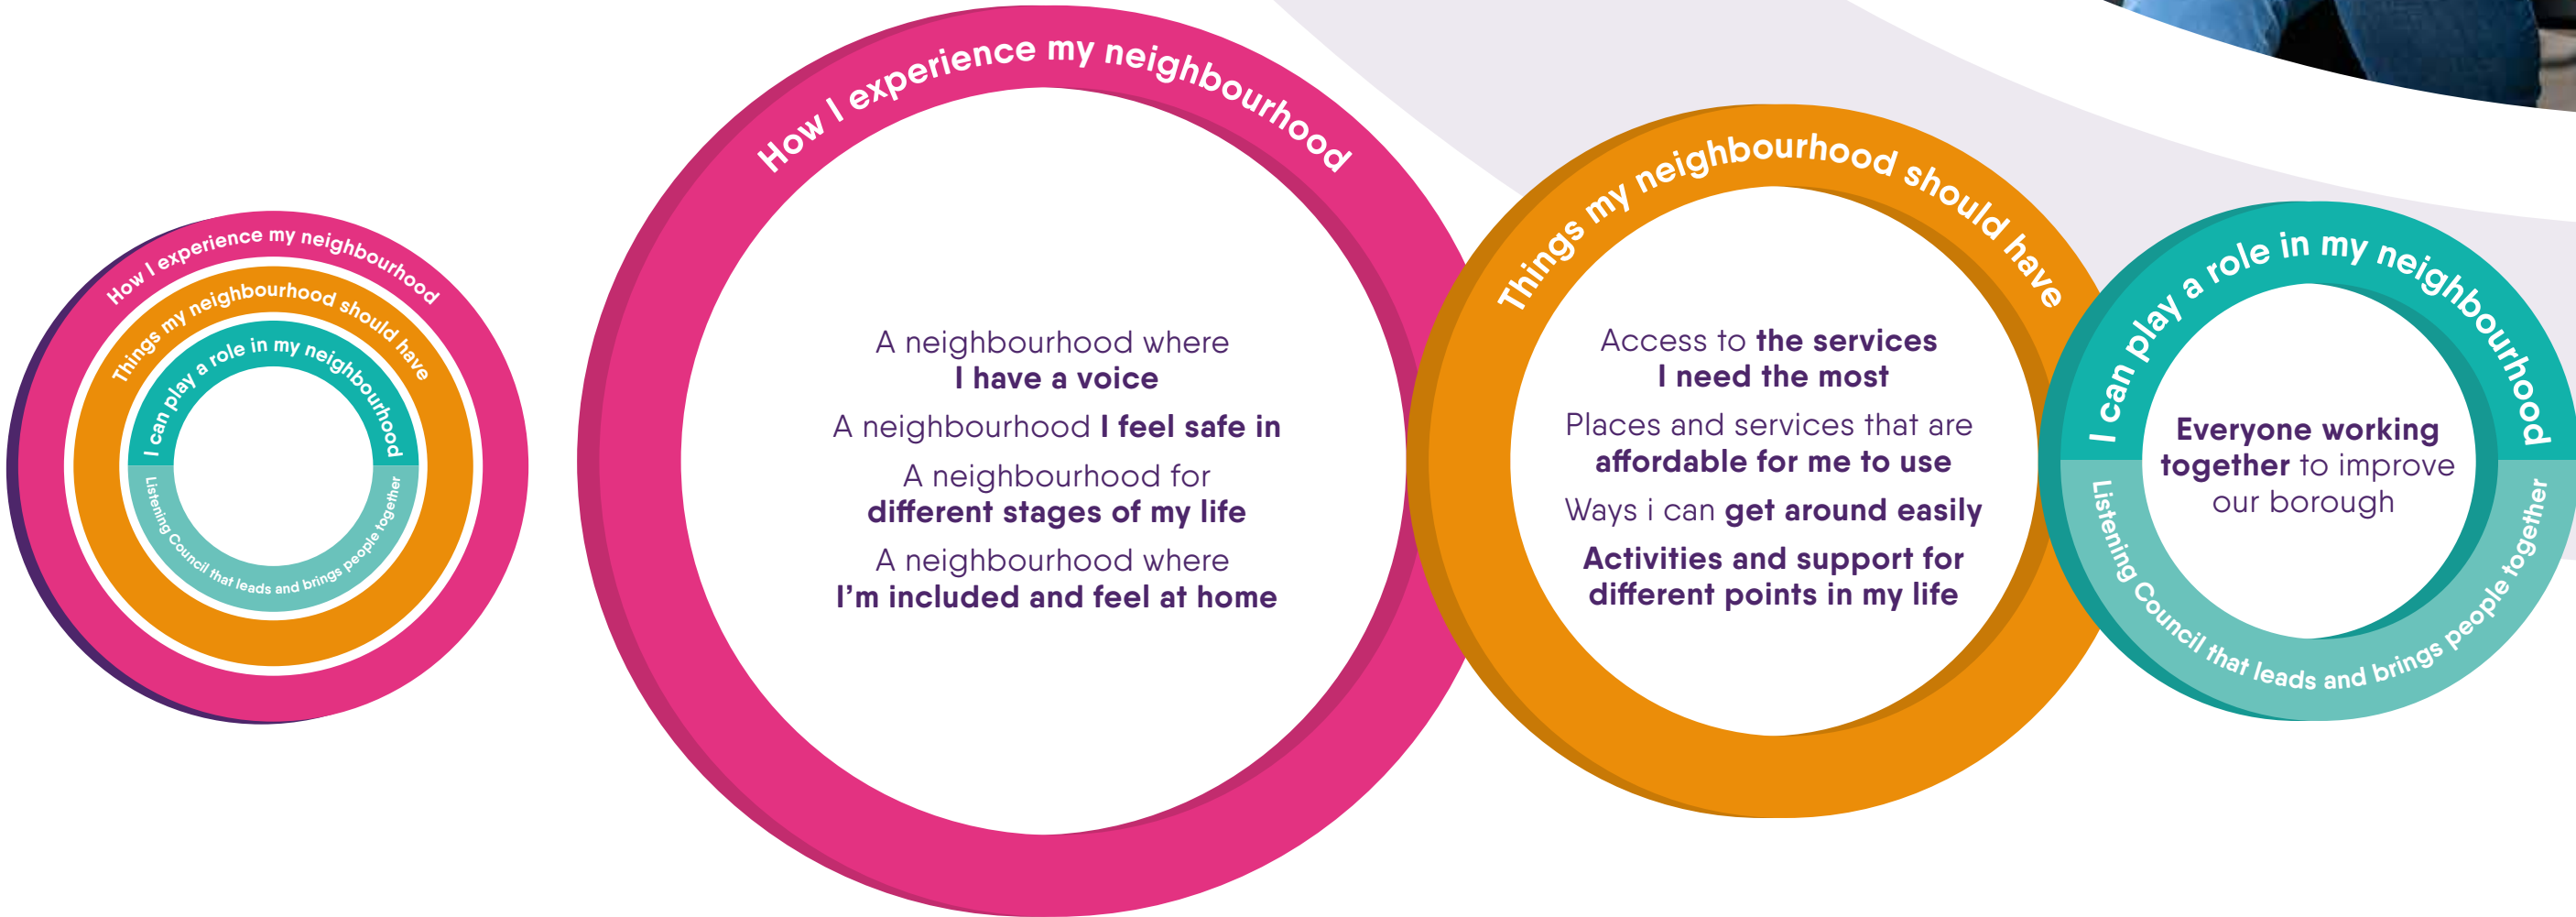 How I experience my neighbourhood
Things my neighbourhood should have
I can play a role in my neighbourhood
Listening Council that leads and brings people together
How I experience my neighbourhood
A neighbourhood where
I have a voice
A neighbourhood I feel safe in
A neighbourhood for
different stages of my life
A neighbourhood where
I'm included and feel at home
Things my neighbourhood should have
Access to the services
I need the most
Places and services that are
affordable for me to use
Ways i can get around easily
Activities and support for
different points in my life
I can play a role in my neighbourhood
Everyone working
together to improve
our borough
Listening Council that leads and brings people together